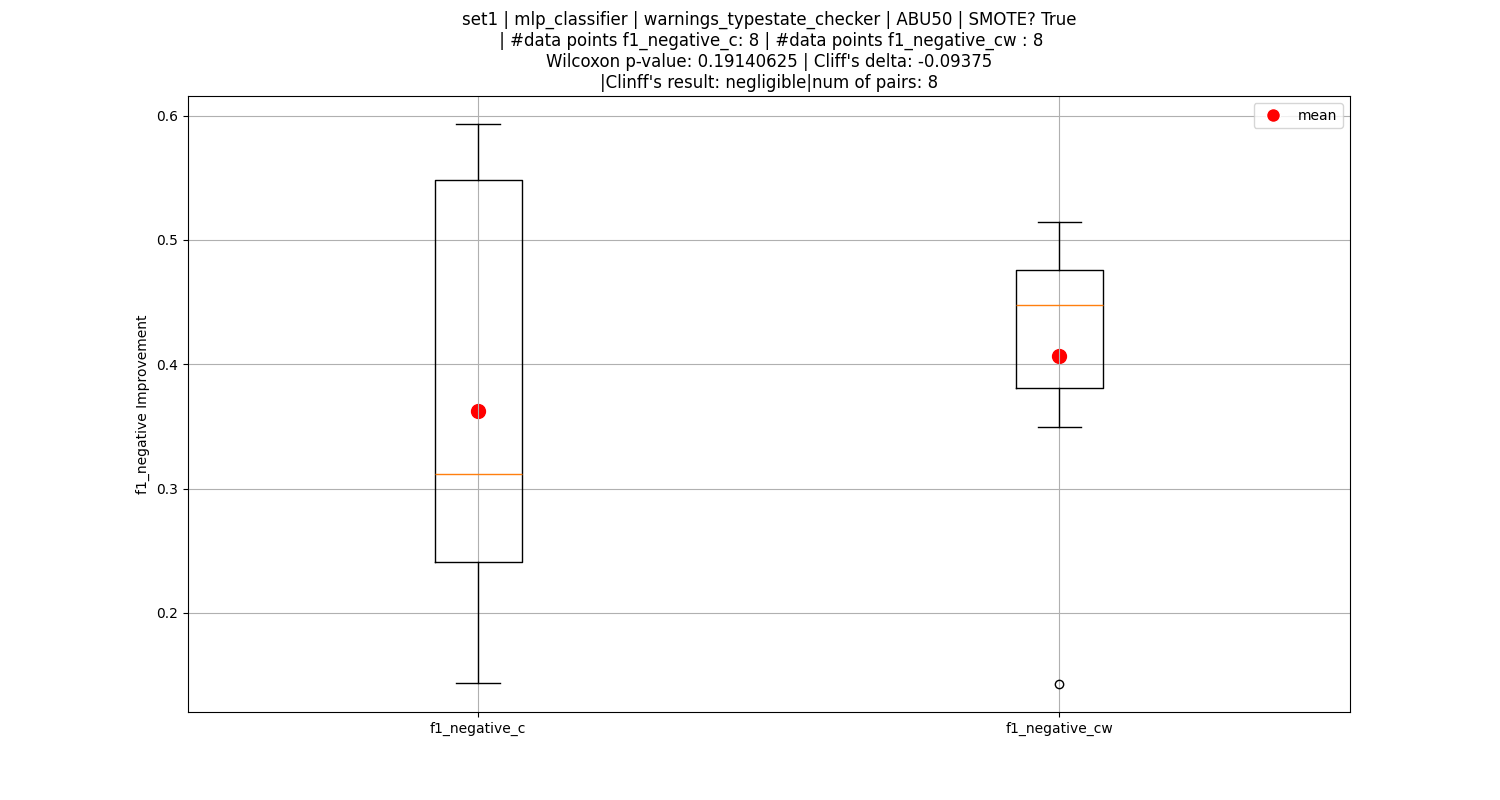 set1 | mlp_classifier | warnings_typestate_checker | ABU50 | SMOTE? True
| #data points f1_negative_c: 8 | #data points f1_negative_cw : 8
Wilcoxon p-value: 0.19140625 | Cliff's delta: -0.09375
|Clinff's result: negligible|num of pairs: 8
mean
0.6
0.5
0.4
0.3
0.2
f1_negative Improvement
f1_negative_c
f1_negative_cw